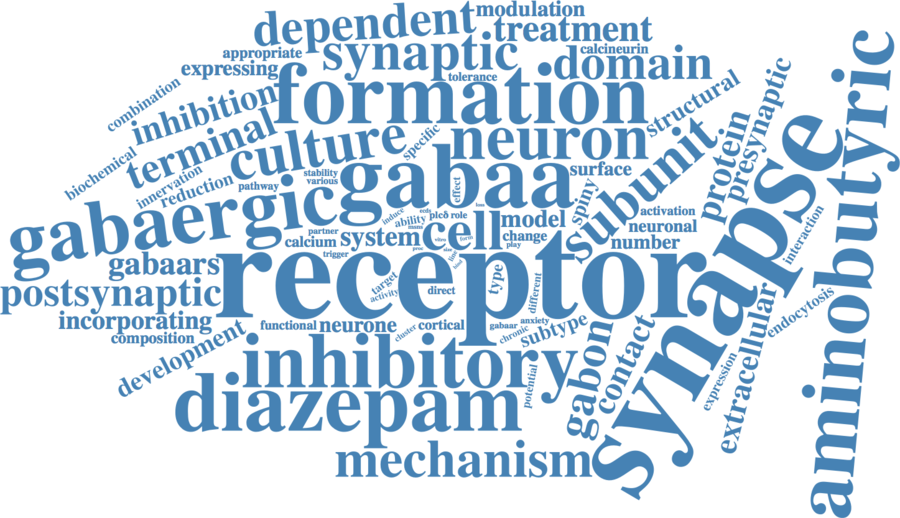 modulation
dependent
treatment
synaptic
calcineurin
appropriate
expressing
domain
tolerance
formation
combination
inhibition
structural
presynaptic
aminobutyric
neuron
culture
specific
terminal
protein
biochemical
subunit
synapse
surface
gabaa
stability
various
effect
innervation
reduction
pathway
spiny
loss
gabaergic
induce
plcδ role
activation
ability
model
neuronal
partner
cell
system
calcium
change
number
play
interaction
trigger
gabaars
receptor
type
target
activity
direct
different
postsynaptic
endocytosis
incorporating
functional
neurone
cortical
cluster
gabaar
anxiety
chronic
subtype
composition
extracellular
contact
gabon
development
inhibitory
potential
expression
diazepam
mechanism